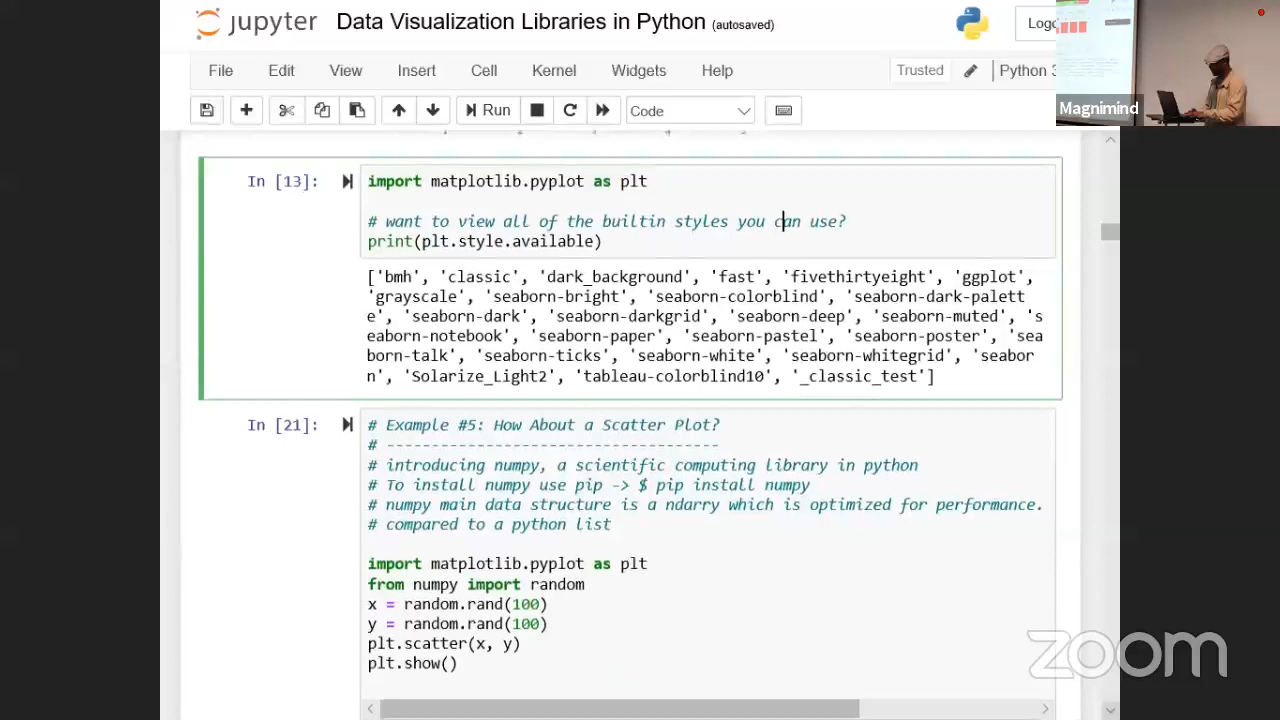 jupyter Data Visualization Libraries in Python (autosaved)
File Edit View Insert Cell Kernel Widgets Help Trusted Python 3
Run Code
Magnimind
In [13]: import matplotlib.pyplot as plt
# want to view all of the builtin styles you can use?
print(plt.style.available)
['bmh', 'classic', 'dark_background', 'fast', 'fivethirtyeight', 'ggplot',
'grayscale', 'seaborn-bright', 'seaborn-colorblind', 'seaborn-dark-palett
e', 'seaborn-dark', 'seaborn-darkgrid', 'seaborn-deep', 'seaborn-muted', 's
eaborn-notebook', 'seaborn-paper', 'seaborn-pastel', 'seaborn-poster', 'sea
born-talk', 'seaborn-ticks', 'seaborn-white', 'seaborn-whitegrid', 'seabor
n', 'Solarize_Light2', 'tableau-colorblind10', '_classic_test']
In [21]: # Example #5: How About a Scatter Plot?
# -------------------------------------
# introducing numpy, a scientific computing library in python
# To install numpy use pip -> $ pip install numpy
# numpy main data structure is a ndarry which is optimized for performance.
# compared to a python list
import matplotlib.pyplot as plt
from numpy import random
x = random.rand(100)
y = random.rand(100)
plt.scatter(x, y)
plt.show()
zoom